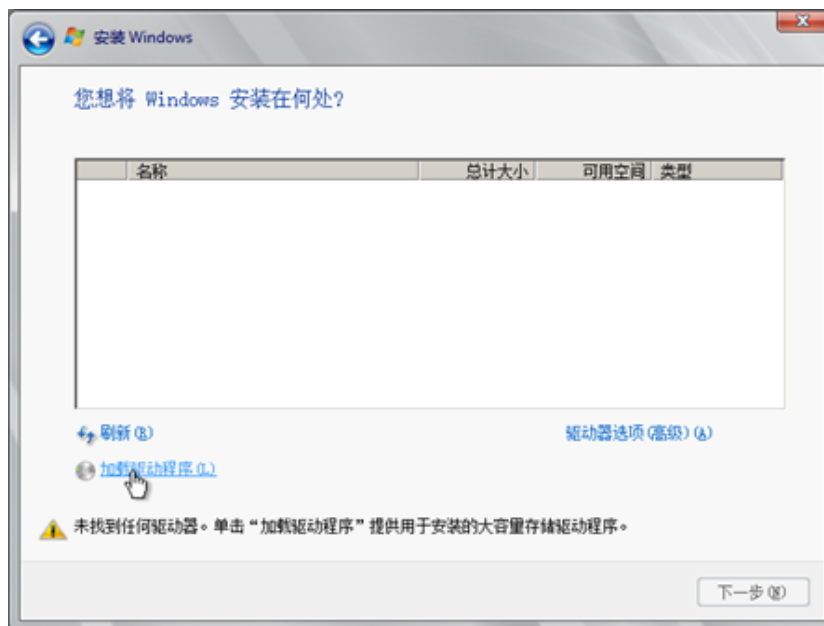 安装 Windows
您想将 Windows 安装在何处?
名称 总计大小 可用空间 类型
刷新(R) 驱动器选项(高级)(A)
加载驱动程序(L)
未找到任何驱动器。单击“加载驱动程序”提供用于安装的大容量存储驱动程序。
下一步(N)